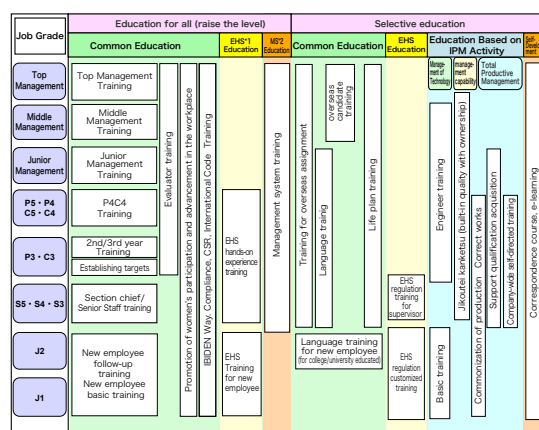 Job Grade
Education for all (raise the level)
Selective education
Common Education
EHS*1
Education
MS*2
Education
Common Education
EHS
Education
Education Based on
IPM Activity
Self-
Develop-
ment
Manage-
ment of
Technology
manage-
ment
capability
Total
Productive
Management
Top
Management
Middle
Management
Junior
Management
P5・P4
C5・C4
P3・C3
S5・S4・S3
J2
J1
Top Management
Training
Middle
Management
Training
Junior
Management
Training
P4C4
Training
2nd/3rd year
Training
Establishing targets
Section chief/
Senior Staff training
New employee
follow-up
training
New employee
basic training
Evaluator training
Promotion of women's participation and advancement in the workplace
IBIDEN Way, Compliance, CSR, International Code Training
EHS
hands-on
experience
training
EHS
Training
for new
employee
Management system training
Training for overseas assignment
Language trainig
overseas
candidate
training
Life plan training
Language training
for new employee
(for college/university educated)
EHS
regulation
training
for
supervisor
EHS
regulation
customized
training
Engineer training
Basic training
Jikoutei kanketsu (built-in quality with ownership)
Commonization of production Correct works
Support qualification acquisition
Company-wide self-directed training
Correspondence course, e-learning